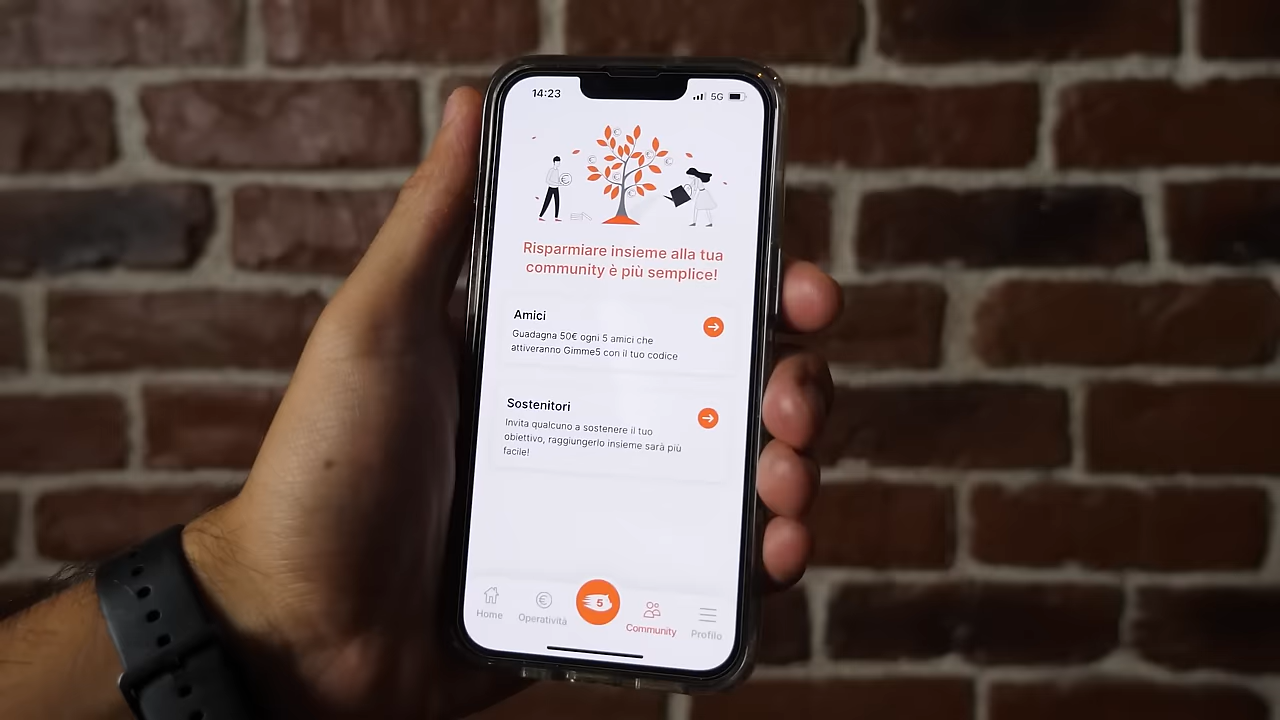 14:23
5G
Risparmiare insieme alla tua
community è più semplice!
Amici
Guadagna 50€ ogni 5 amici che
attiveranno Gimme5 con il tuo codice
Sostenitori
Invita qualcuno a sostenere il tuo
obiettivo, raggiungerlo insieme sarà più
facile!
Home
Operatività
5
Community
Profilo